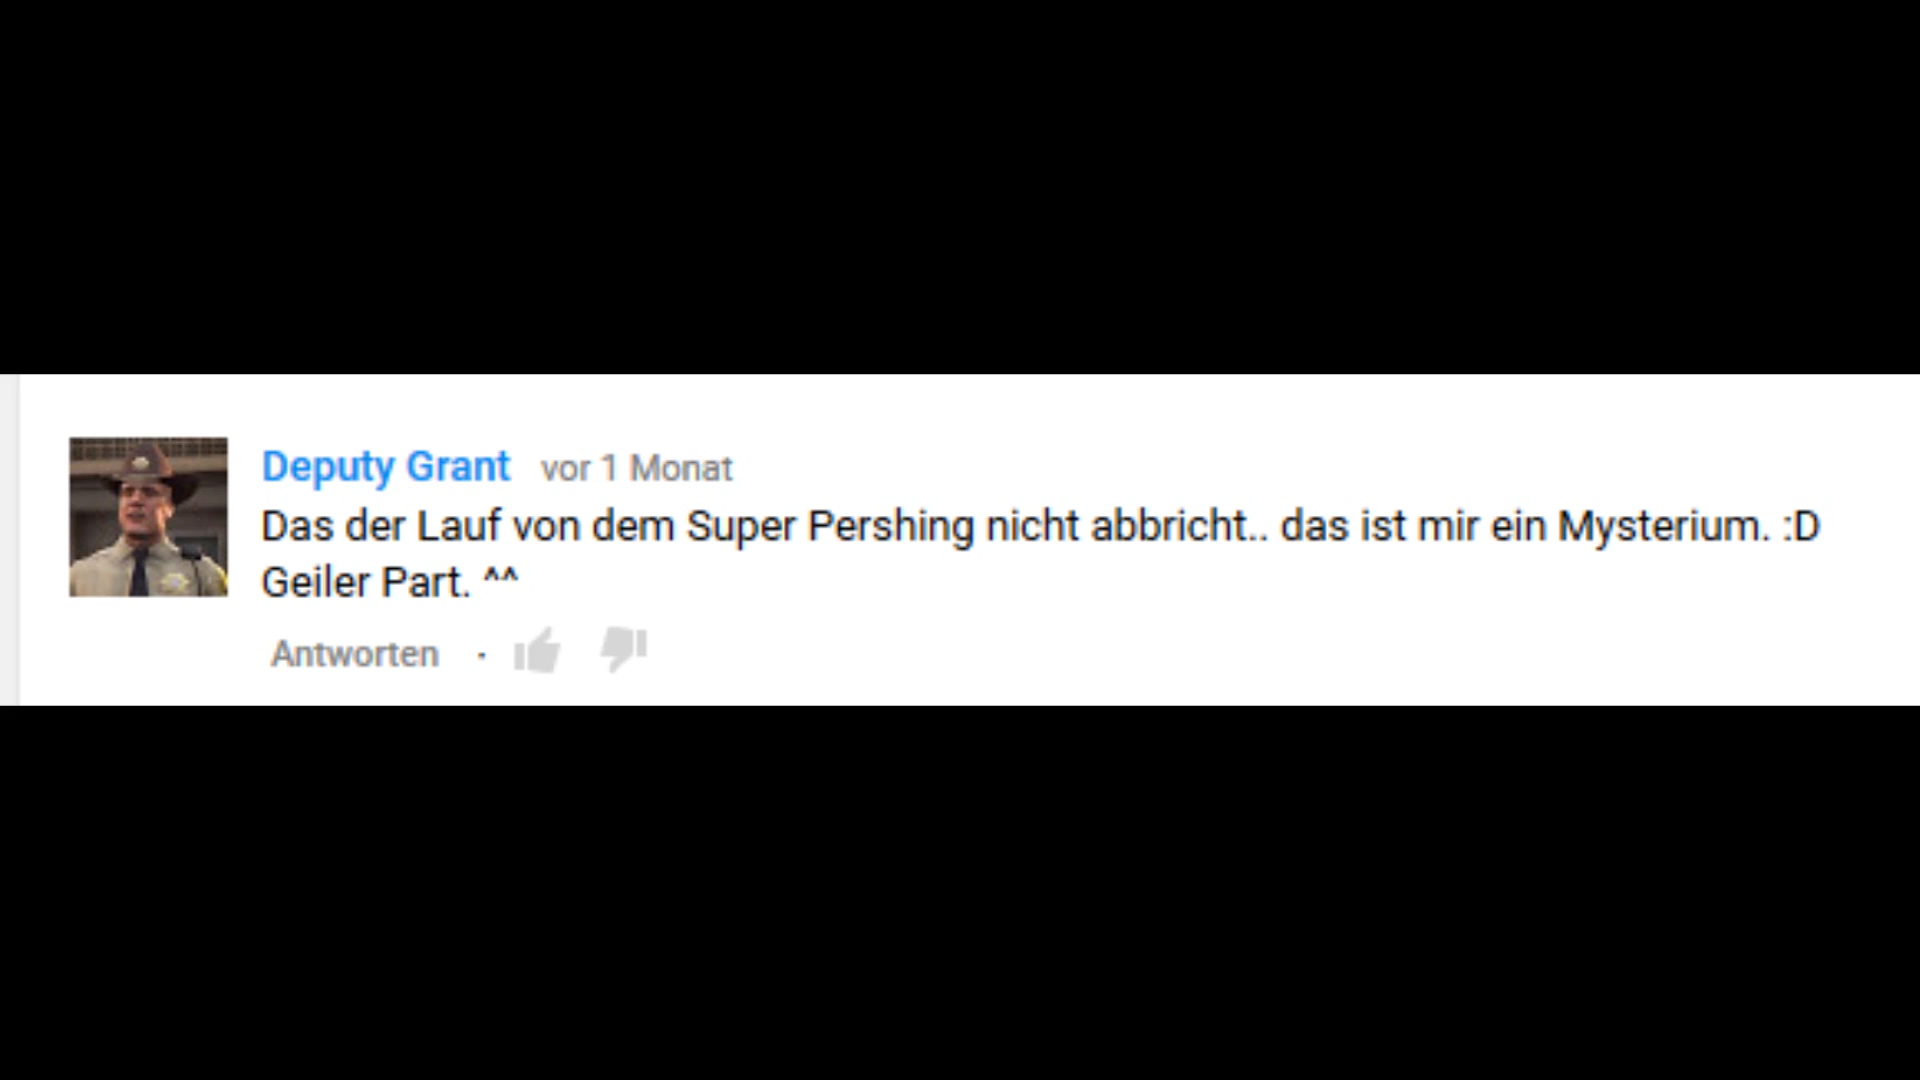 Deputy Grant vor 1 Monat
Das der Lauf von dem Super Pershing nicht abbricht.. das ist mir ein Mysterium. :D
Geiler Part. ^^
Antworten ·